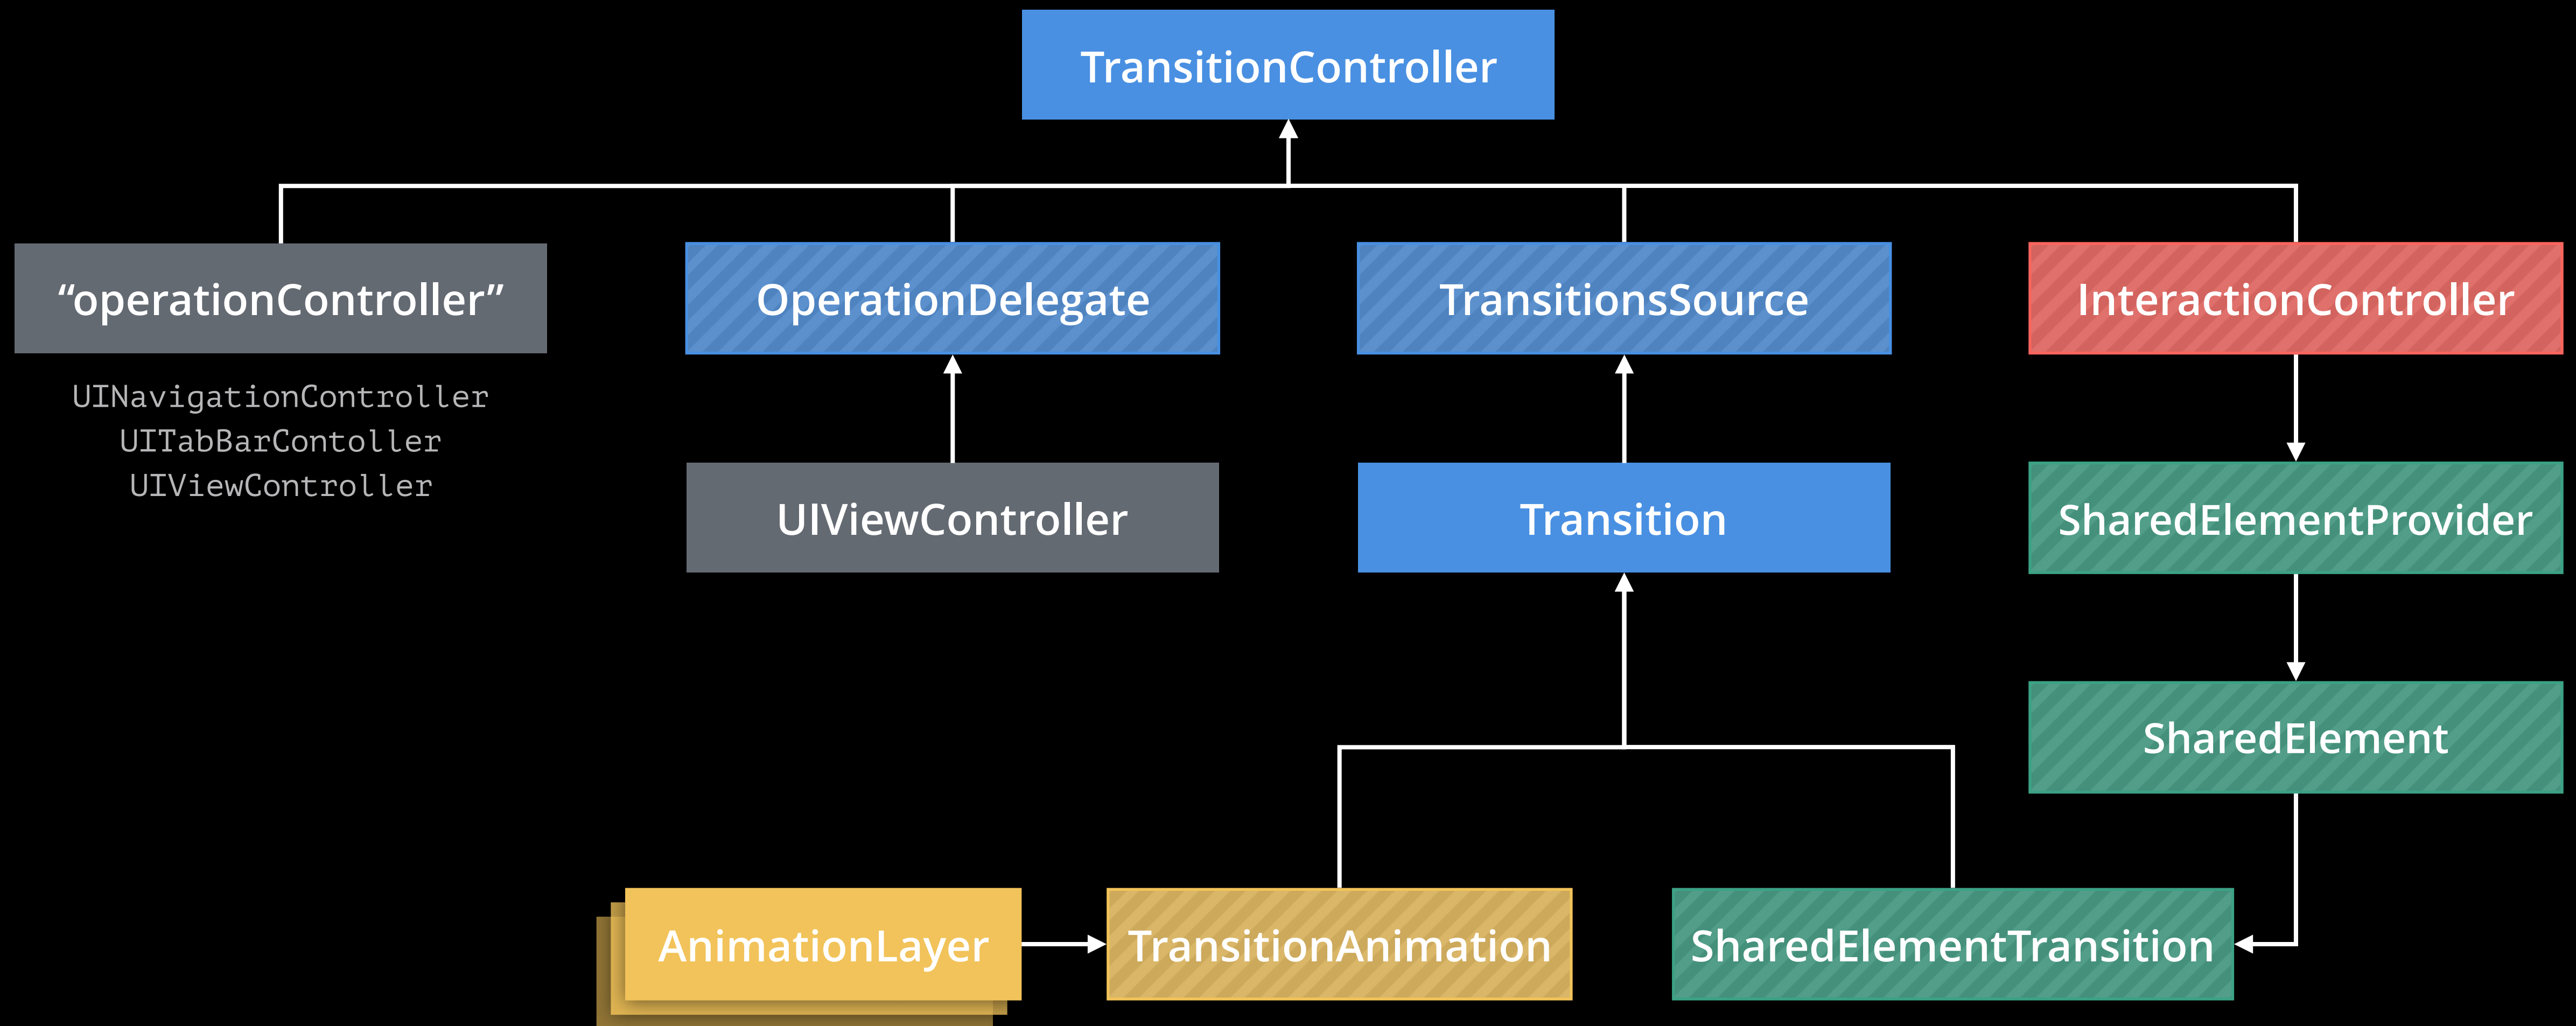 TransitionController
“operationController”
OperationDelegate
TransitionsSource
InteractionController
UINavigationController
UITabBarContoller
UIViewController
UIViewController
Transition
SharedElementProvider
SharedElement
AnimationLayer
TransitionAnimation
SharedElementTransition